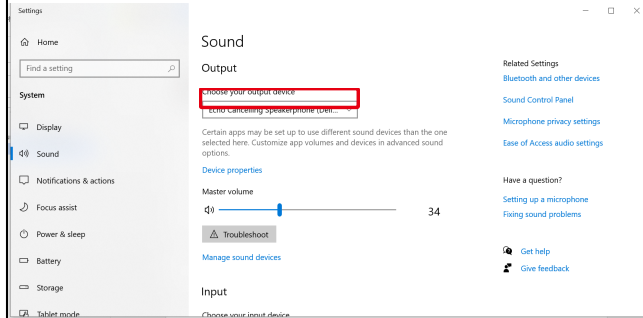 Settings
Home
Find a setting
System
Display
Sound
Notifications & actions
Focus assist
Power & sleep
Battery
Storage
Tablet mode
Sound
Output
Choose your output device
Echo Cancelling Speakerphone (Dell...
Certain apps may be set up to use different sound devices than the one
selected here. Customize app volumes and devices in advanced sound
options.
Device properties
Master volume
34
Troubleshoot
Manage sound devices
Input
Choose your input device
Related Settings
Bluetooth and other devices
Sound Control Panel
Microphone privacy settings
Ease of Access audio settings
Have a question?
Setting up a microphone
Fixing sound problems
Get help
Give feedback